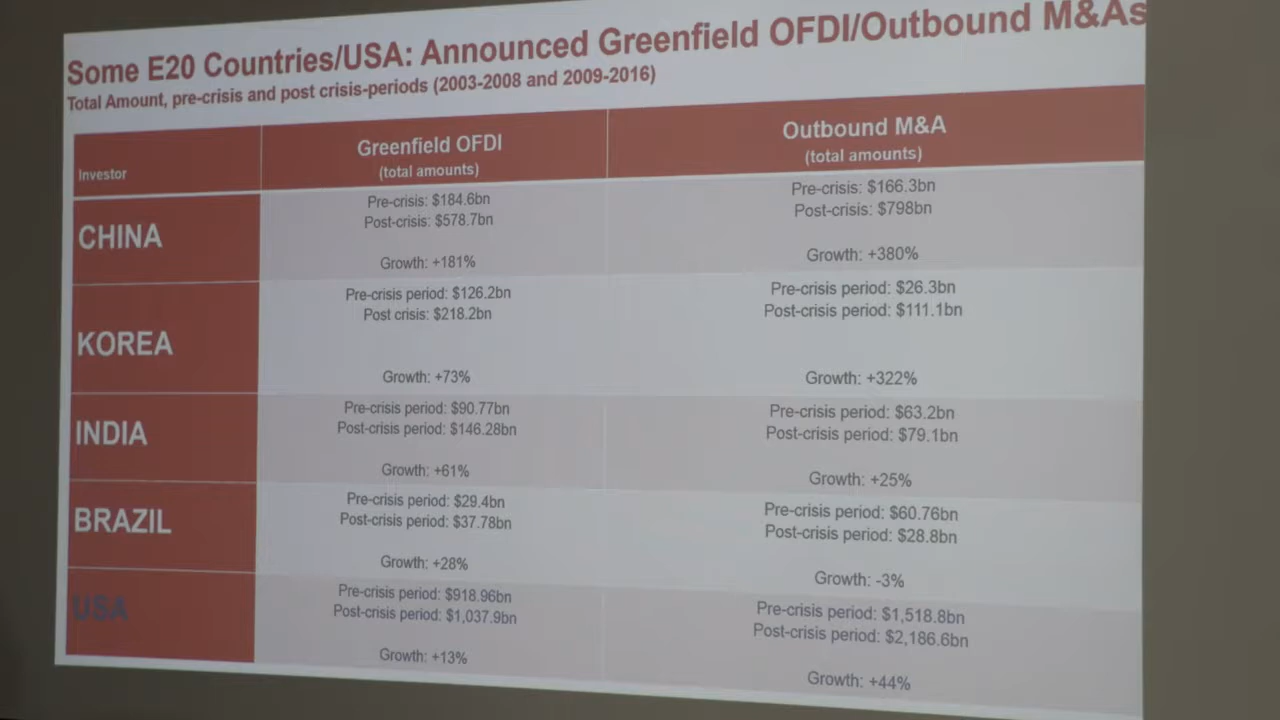 Some E20 Countries/USA: Announced Greenfield OFDI/Outbound M&As
Total Amount, pre-crisis and post crisis-periods (2003-2008 and 2009-2016)
Investor
Greenfield OFDI
(total amounts)
Outbound M&A
(total amounts)
CHINA
Pre-crisis: $184.6bn
Post-crisis: $578.7bn
Growth: +181%
Pre-crisis: $166.3bn
Post-crisis: $798bn
Growth: +380%
KOREA
Pre-crisis period: $126.2bn
Post crisis: $218.2bn
Growth: +73%
Pre-crisis period: $26.3bn
Post-crisis period: $111.1bn
Growth: +322%
INDIA
Pre-crisis period: $90.77bn
Post-crisis period: $146.28bn
Growth: +61%
Pre-crisis period: $63.2bn
Post-crisis period: $79.1bn
Growth: +25%
BRAZIL
Pre-crisis period: $29.4bn
Post-crisis period: $37.78bn
Growth: +28%
Pre-crisis period: $60.76bn
Post-crisis period: $28.8bn
Growth: -3%
USA
Pre-crisis period: $918.96bn
Post-crisis period: $1,037.9bn
Growth: +13%
Pre-crisis period: $1,518.8bn
Post-crisis period: $2,186.6bn
Growth: +44%